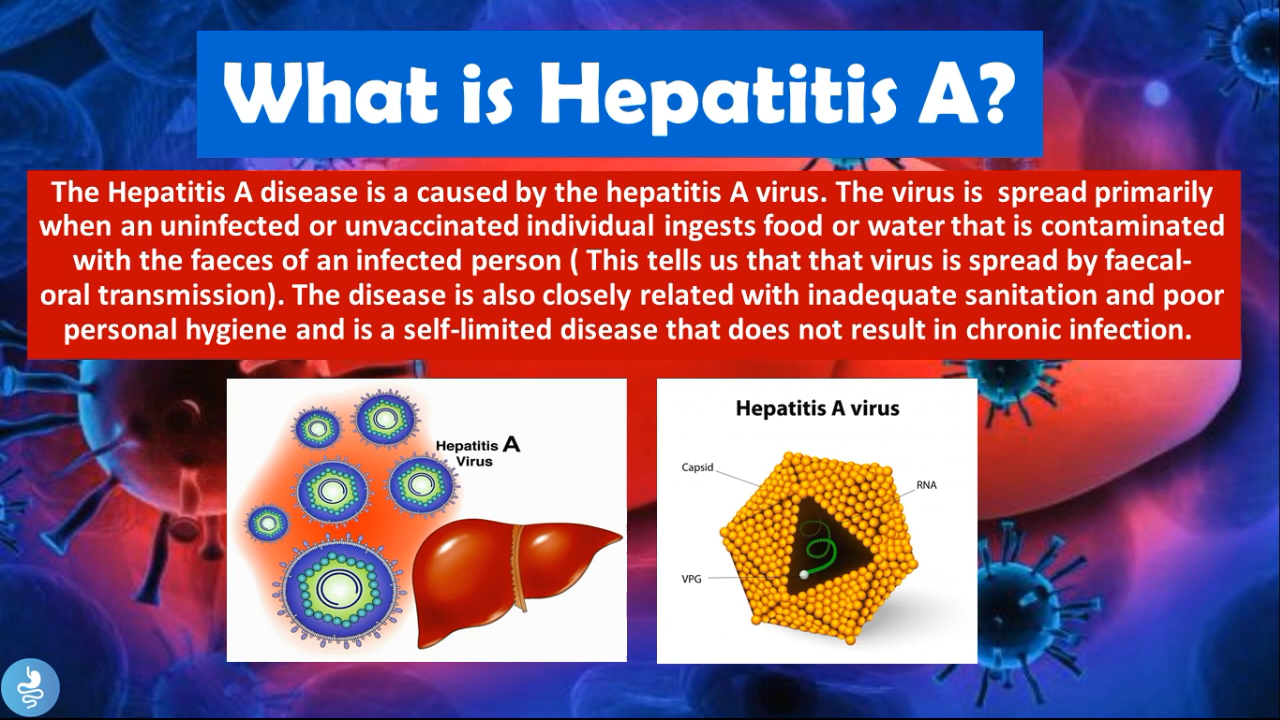 What is Hepatitis A?
The Hepatitis A disease is a caused by the hepatitis A virus. The virus is  spread primarily
when an uninfected or unvaccinated individual ingests food or water that is contaminated
with the faeces of an infected person ( This tells us that that virus is spread by faecal-
oral transmission). The disease is also closely related with inadequate sanitation and poor
personal hygiene and is a self-limited disease that does not result in chronic infection.
Hepatitis A
Virus
Hepatitis A virus
Capsid
RNA
VPG